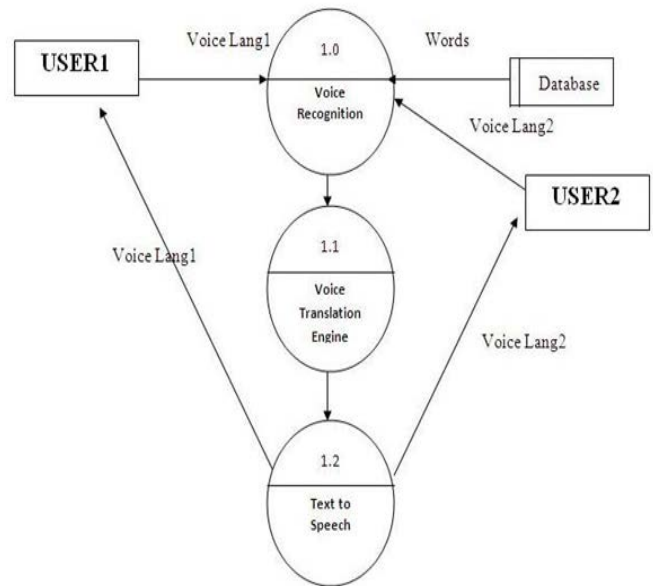 Voice Lang1
1.0
Words
USER1
Voice
Recognition
Database
Voice Lang2
USER2
1.1
Voice Lang1
Voice
Translation
Engine
Voice Lang2
1.2
Text to
Speech